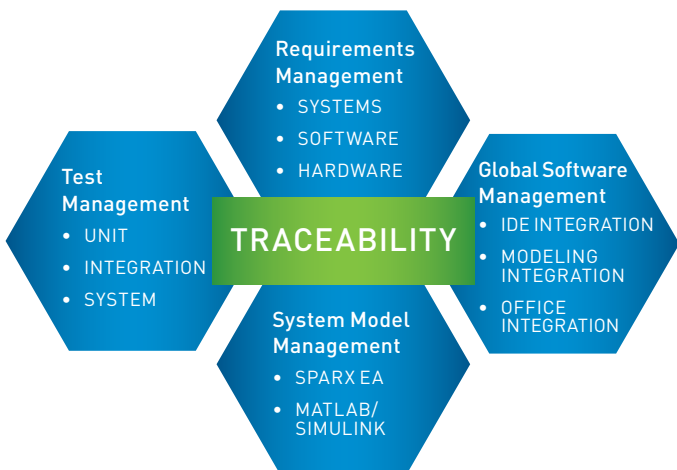 Requirements
Management
• SYSTEMS
• SOFTWARE
• HARDWARE
Test
Management
• UNIT
• INTEGRATION
• SYSTEM
TRACEABILITY
Global Software
Management
• IDE INTEGRATION
• MODELING
INTEGRATION
• OFFICE
INTEGRATION
System Model
Management
• SPARX EA
• MATLAB/
SIMULINK